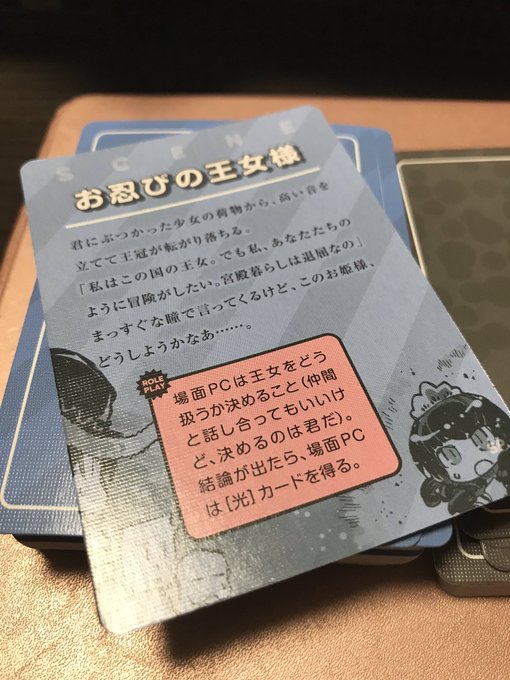 SCENE
お忍びの王女様
君にぶつかった少女の荷物から、高い音を
立てて王冠が転がり落ちる。
「私はこの国の王女。でも私、あなたたちの
ように冒険がしたい。宮殿暮らしは退屈なの」
まっすぐな瞳で言ってくるけど、このお姫様、
どうしようかなあ……。
ROLE
PLAY
場面PCは王女をどう
扱うか決めること（仲間
と話し合ってもいいけ
ど、決めるのは君だ）。
結論が出たら、場面PC
は［光］カードを得る。